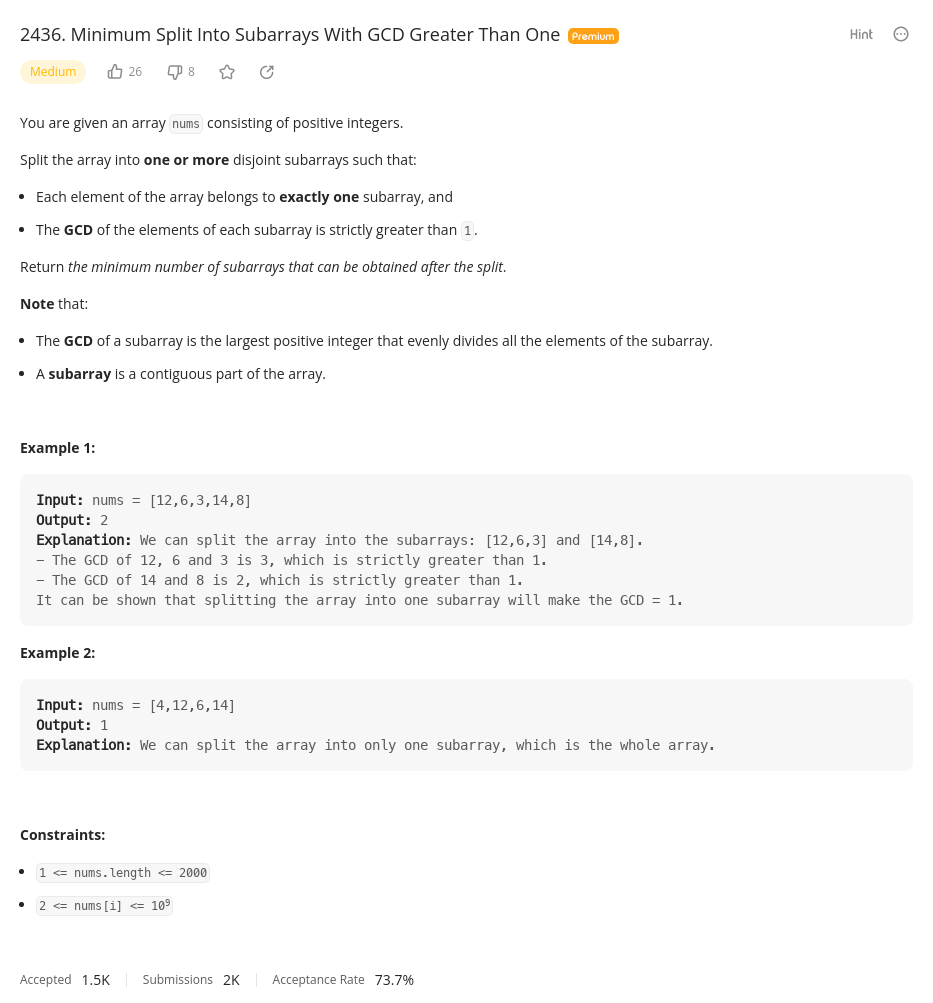 2436. Minimum Split Into Subarrays With GCD Greater Than One Premium Hint
Medium 26 8
You are given an array nums consisting of positive integers.
Split the array into one or more disjoint subarrays such that:
• Each element of the array belongs to exactly one subarray, and
• The GCD of the elements of each subarray is strictly greater than 1.
Return the minimum number of subarrays that can be obtained after the split.
Note that:
• The GCD of a subarray is the largest positive integer that evenly divides all the elements of the subarray.
• A subarray is a contiguous part of the array.
Example 1:
Input: nums = [12,6,3,14,8]
Output: 2
Explanation: We can split the array into the subarrays: [12,6,3] and [14,8].
– The GCD of 12, 6 and 3 is 3, which is strictly greater than 1.
– The GCD of 14 and 8 is 2, which is strictly greater than 1.
It can be shown that splitting the array into one subarray will make the GCD = 1.
Example 2:
Input: nums = [4,12,6,14]
Output: 1
Explanation: We can split the array into only one subarray, which is the whole array.
Constraints:
• 1 <= nums.length <= 2000
• 2 <= nums[i] <= 10⁹
Accepted 1.5K Submissions 2K Acceptance Rate 73.7%